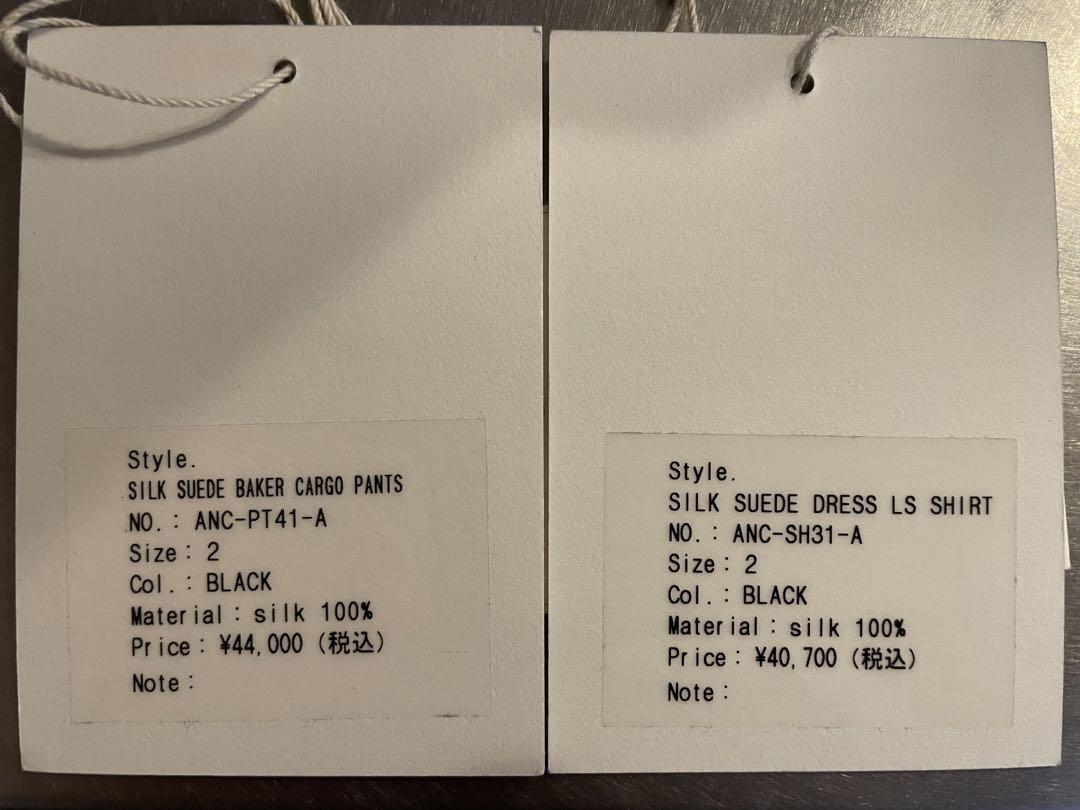 Style.
SILK SUEDE BAKER CARGO PANTS
NO.: ANC-PT41-A
Size: 2
Col.: BLACK
Material: silk 100%
Price: ¥44,000 (税込)
Note:
Style.
SILK SUEDE DRESS LS SHIRT
NO.: ANC-SH31-A
Size: 2
Col.: BLACK
Material: silk 100%
Price: ¥40,700 (税込)
Note: